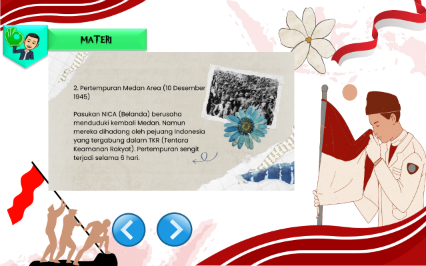 MATERI
2. Pertempuran Medan Area (10 Desember
1945)
Pasukan NICA (Belanda) berusaha
menduduki kembali Medan. Namun
mereka dihadang oleh pejuang Indonesia
yang tergabung dalam TKR (Tentara
Keamanan Rakyat). Pertempuran sengit
terjadi selama 6 hari.